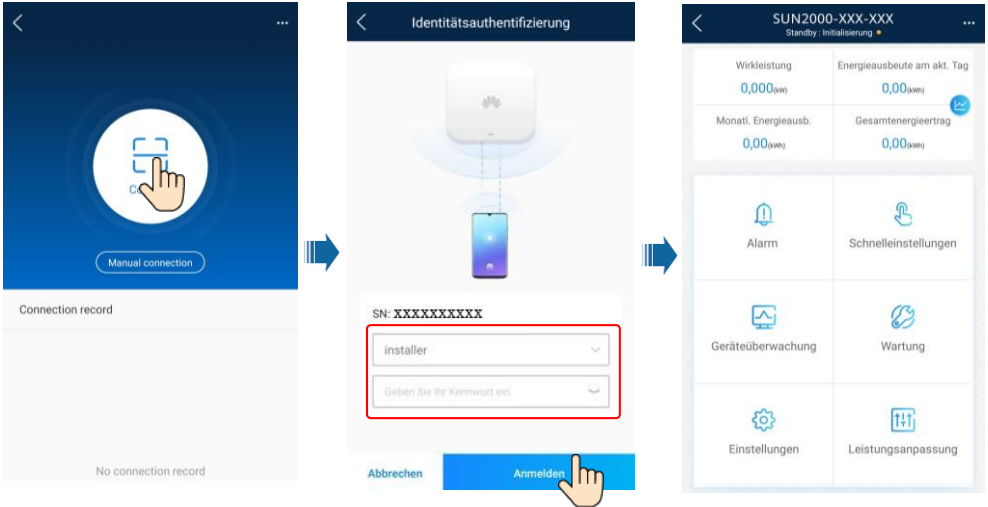 Manual connection
Connection record
No connection record
Identitätsauthentifizierung
SN: XXXXXXXXXX
installer
Geben Sie Ihr Kennwort ein.
Abbrechen
Anmelden
SUN2000-XXX-XXX
Standby : Initialisierung
Wirkleistung
Energieausbeute am akt. Tag
0,000(kW)
0,00(kWh)
Monatl. Energieausb.
Gesamtenergieertrag
0,00(kWh)
0,00(kWh)
Alarm
Schnelleinstellungen
Geräteüberwachung
Wartung
Einstellungen
Leistungsanpassung